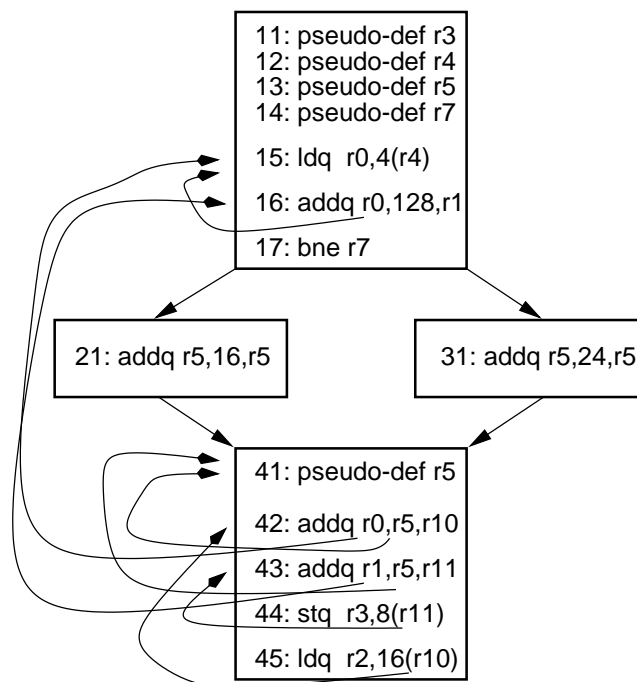 11: pseudo-def r3
12: pseudo-def r4
13: pseudo-def r5
14: pseudo-def r7
15: ldq r0,4(r4)
16: addq r0,128,r1
17: bne r7
21: addq r5,16,r5
31: addq r5,24,r5
41: pseudo-def r5
42: addq r0,r5,r10
43: addq r1,r5,r11
44: stq r3,8(r11)
45: ldq r2,16(r10)